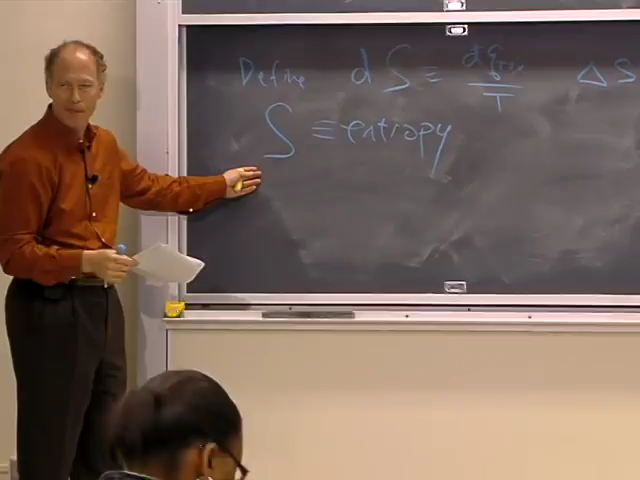 Define dS ≡ đq_rev/T ΔS
S ≡ entropy